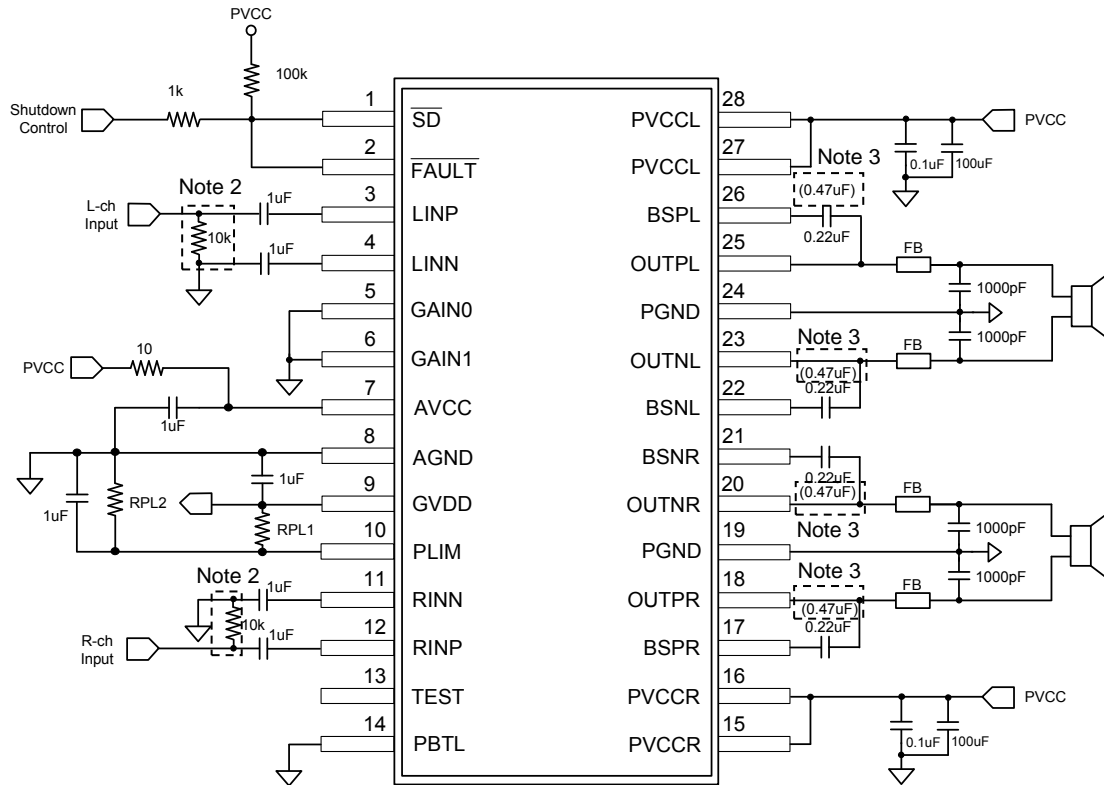 PVCC
100k
1k
Shutdown
Control
1
SD
2
FAULT
Note 2
1uF
3
LINP
L-ch
Input
10k
1uF
4
LINN
5
GAIN0
6
GAIN1
10
PVCC
7
AVCC
1uF
8
AGND
1uF
RPL2
1uF
9
GVDD
RPL1
10
PLIM
Note 2
1uF
11
RINN
10k
1uF
12
RINP
R-ch
Input
13
TEST
14
PBTL
28
PVCCL
PVCC
0.1uF
100uF
27
PVCCL
Note 3
(0.47uF)
26
BSPL
0.22uF
25
OUTPL
FB
1000pF
24
PGND
1000pF
23
OUTNL
Note 3
FB
(0.47uF)
0.22uF
22
BSNL
21
BSNR
0.22uF
20
OUTNR
(0.47uF)
FB
Note 3
1000pF
19
PGND
1000pF
18
OUTPR
Note 3
FB
(0.47uF)
0.22uF
17
BSPR
16
PVCCR
PVCC
0.1uF
100uF
15
PVCCR